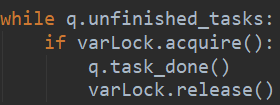 while q.unfinished_tasks:
    if varLock.acquire():
        q.task_done()
        varLock.release()